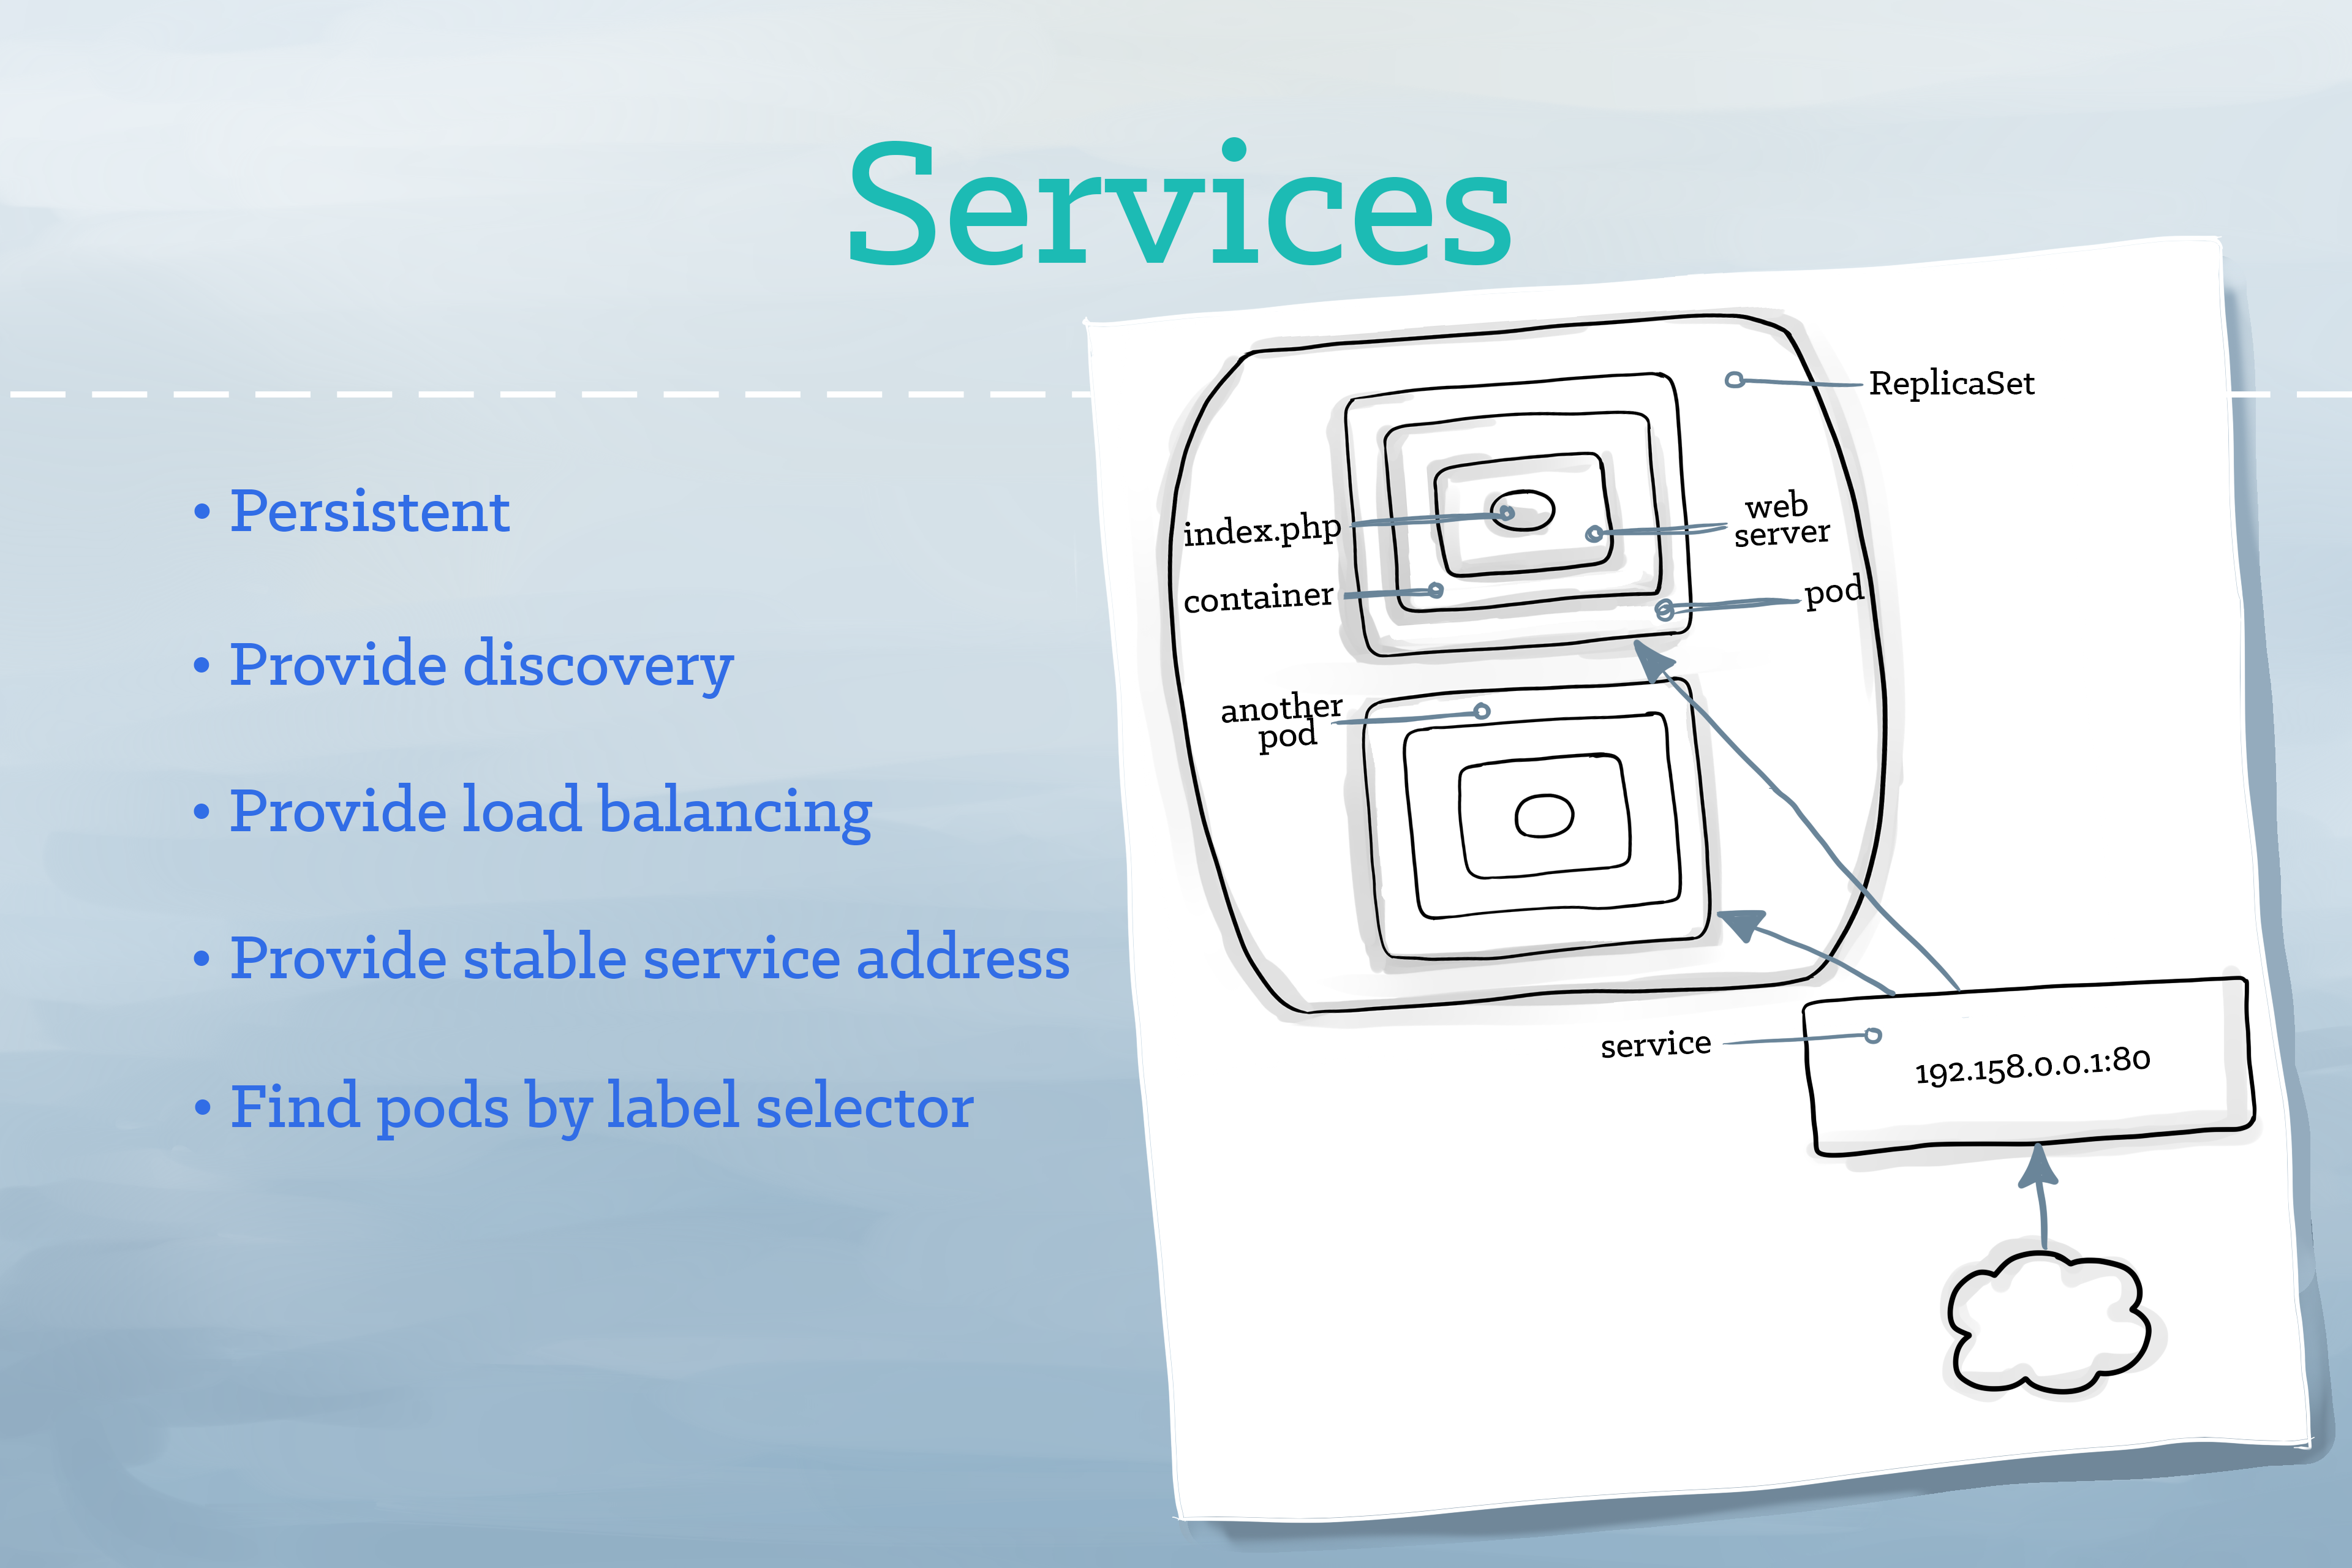 Services
• Persistent
• Provide discovery
• Provide load balancing
• Provide stable service address
• Find pods by label selector
ReplicaSet
index.php
web
server
container
pod
another
pod
service
192.158.0.0.1:80